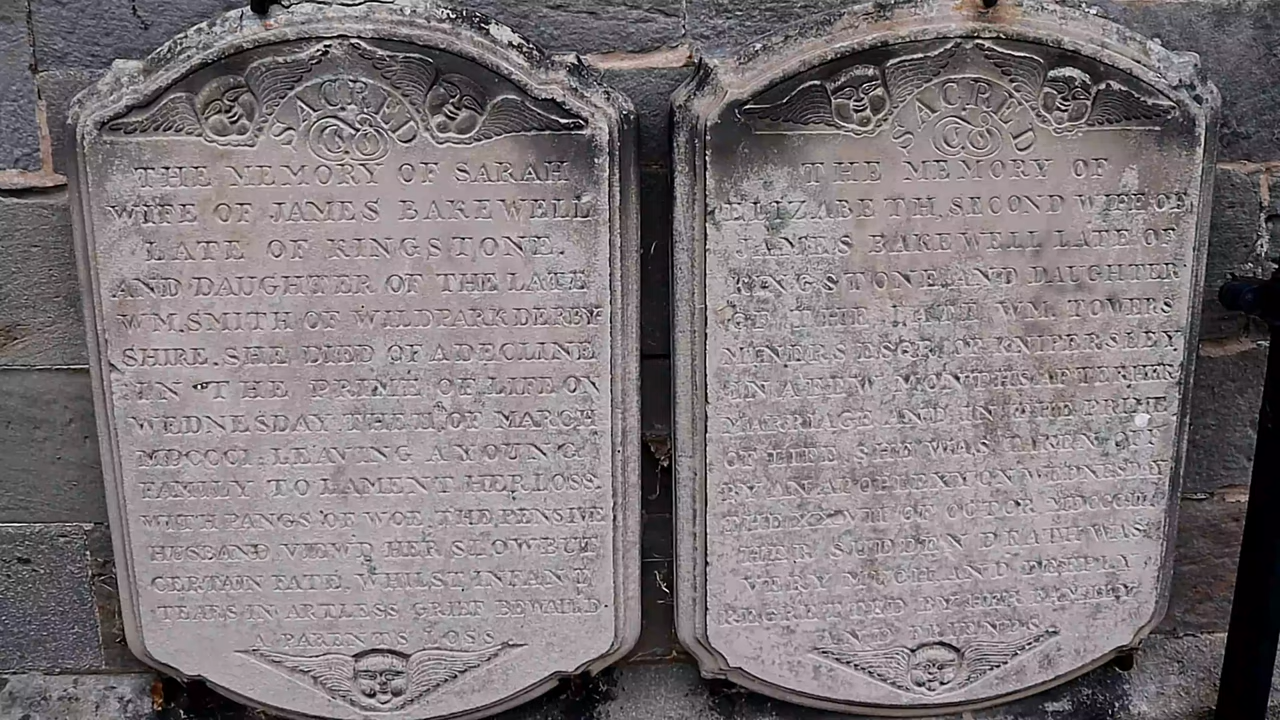 SACRED
to
THE MEMORY OF SARAH
WIFE OF JAMES BAKEWELL
LATE OF KINGSTONE.
AND DAUGHTER OF THE LATE
WM. SMITH OF WILDPARK DERBY
SHIRE. SHE DIED OF A DECLINE
IN THE PRIME OF LIFE ON
WEDNESDAY THE 11, OF MARCH
MDCCCI, LEAVING A YOUNG
FAMILY TO LAMENT HER LOSS.
WITH PANGS OF WOE THE PENSIVE
HUSBAND VIEW'D HER SLOW BUT
CERTAIN FATE, WHILST INFANT
TEARS IN ARTLESS GRIEF BEWAIL'D
A PARENTS LOSS
SACRED
to
THE MEMORY OF
ELIZABETH, SECOND WIFE OF
JAMES BAKEWELL LATE OF
KINGSTONE AND DAUGHTER
OF THE LATE WM. TOWERS
MINERS ESQR. OF KNIPERSLEY
IN A FEW MONTHS AFTER HER
MARRIAGE AND IN THE PRIME
OF LIFE SHE WAS TAKEN OFF
BY AN APOPLEXY ON WEDNESDAY
THE OF OCTOR
HER SUDDEN DEATH WAS
VERY MUCH AND DEEPLY
REGRETTED BY HER FAMILY
AND FRIENDS